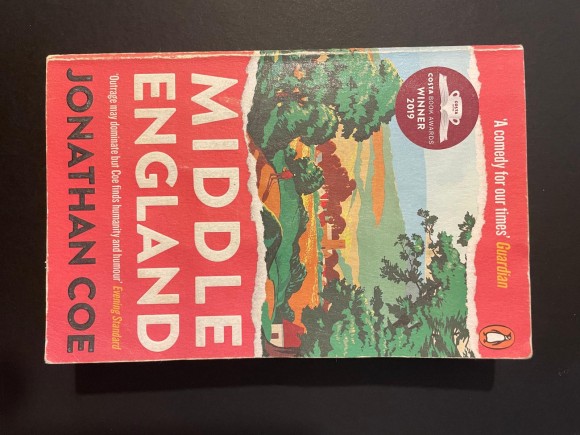 'A comedy for our times' Guardian
COSTA
COSTA BOOK AWARDS
WINNER
2019
MIDDLE
ENGLAND
'Outrage may dominate but Coe finds humanity and humour' Evening Standard
JONATHAN COE